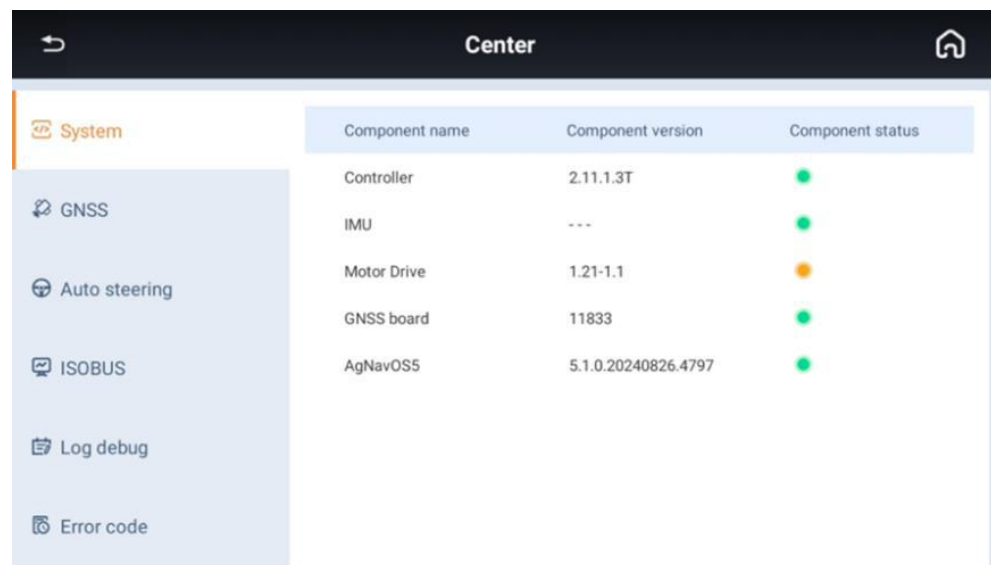 Center
System
GNSS
Auto steering
ISOBUS
Log debug
Error code
Component name Component version Component status
Controller 2.11.1.3T
IMU ---
Motor Drive 1.21-1.1
GNSS board 11833
AgNavOS5 5.1.0.20240826.4797